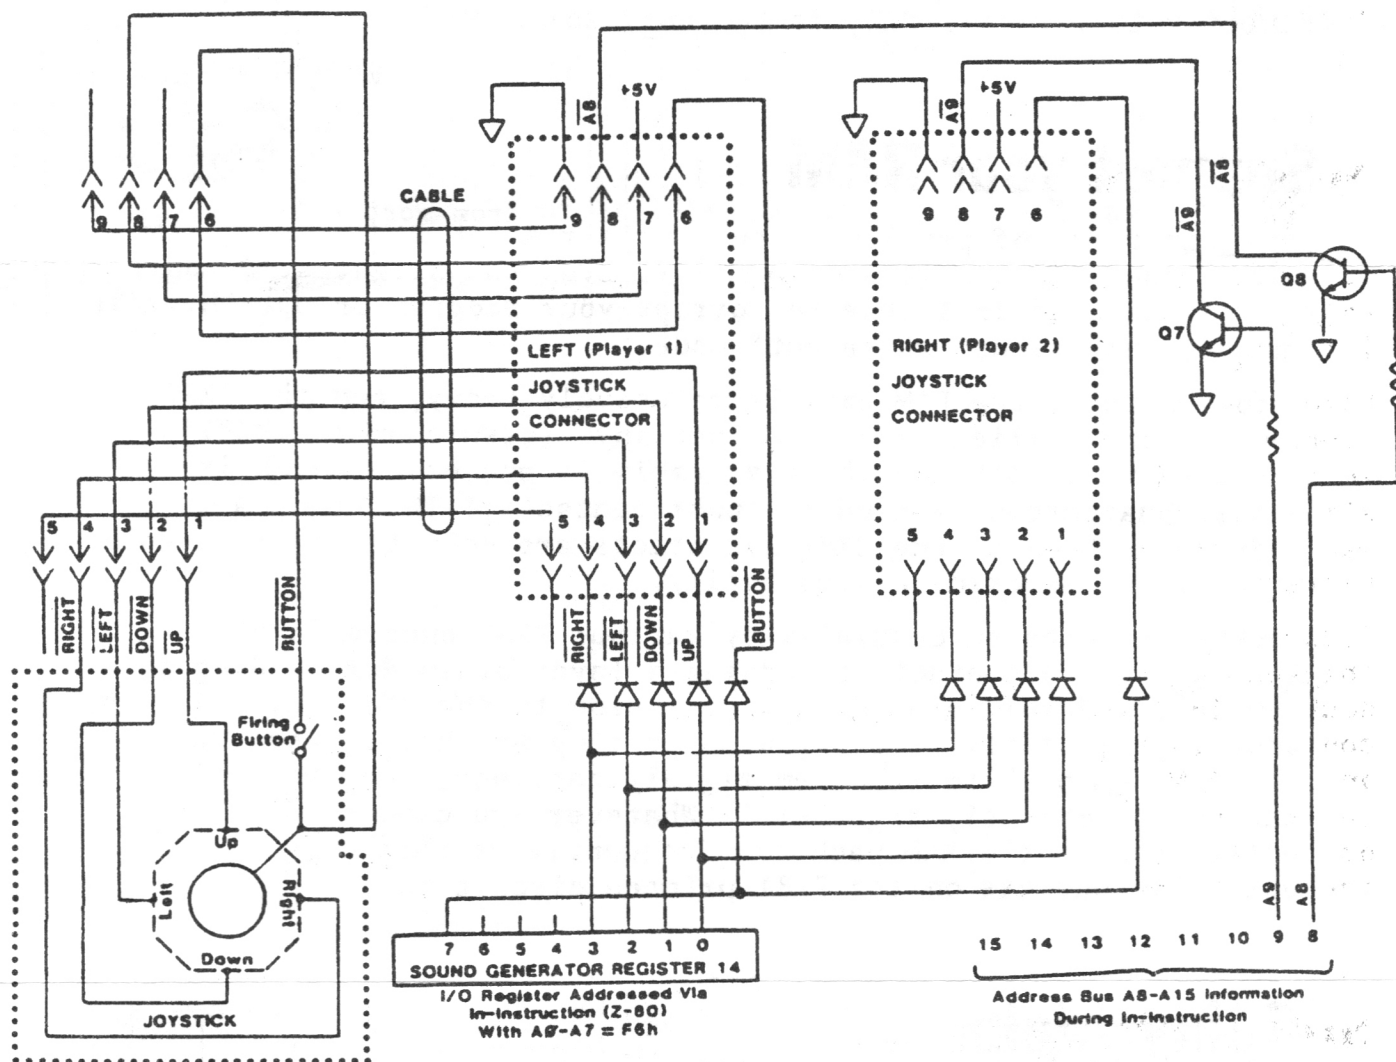 +5V
A8
+5V
A9
9 8 7 6
CABLE
9 8 7 6
9 8 7 6
A8
A9
Q8
Q7
LEFT (Player 1)
JOYSTICK
CONNECTOR
RIGHT (Player 2)
JOYSTICK
CONNECTOR
5 4 3 2 1
5 4 3 2 1
5 4 3 2 1
RIGHT
LEFT
DOWN
UP
BUTTON
RIGHT
LEFT
DOWN
UP
BUTTON
Firing
Button
Up
Left
Right
Down
JOYSTICK
7 6 5 4 3 2 1 0
SOUND GENERATOR REGISTER 14
I/O Register Addressed Via
In-Instruction (Z-80)
With AØ-A7 = F6h
A9
A8
15 14 13 12 11 10 9 8
Address Bus A8-A15 Information
During In-Instruction